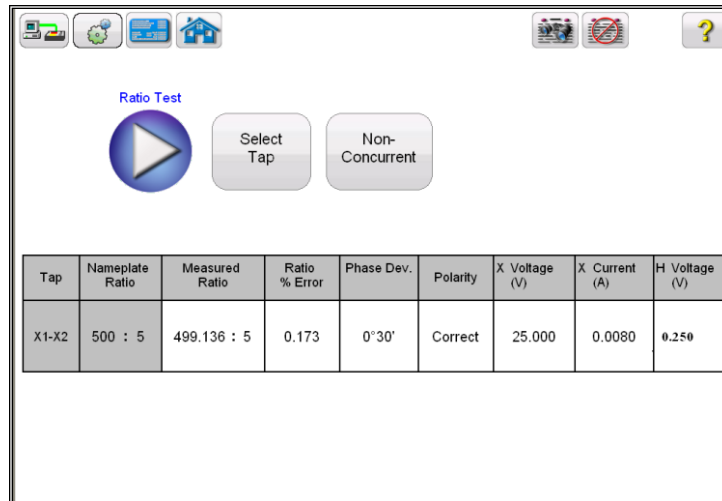 ?
Ratio Test
Select
Tap
Non-
Concurrent
Tap
Nameplate
Ratio
Measured
Ratio
Ratio
% Error
Phase Dev.
Polarity
X Voltage
(V)
X Current
(A)
H Voltage
(V)
X1-X2
500 : 5
499.136 : 5
0.173
0°30'
Correct
25.000
0.0080
0.250